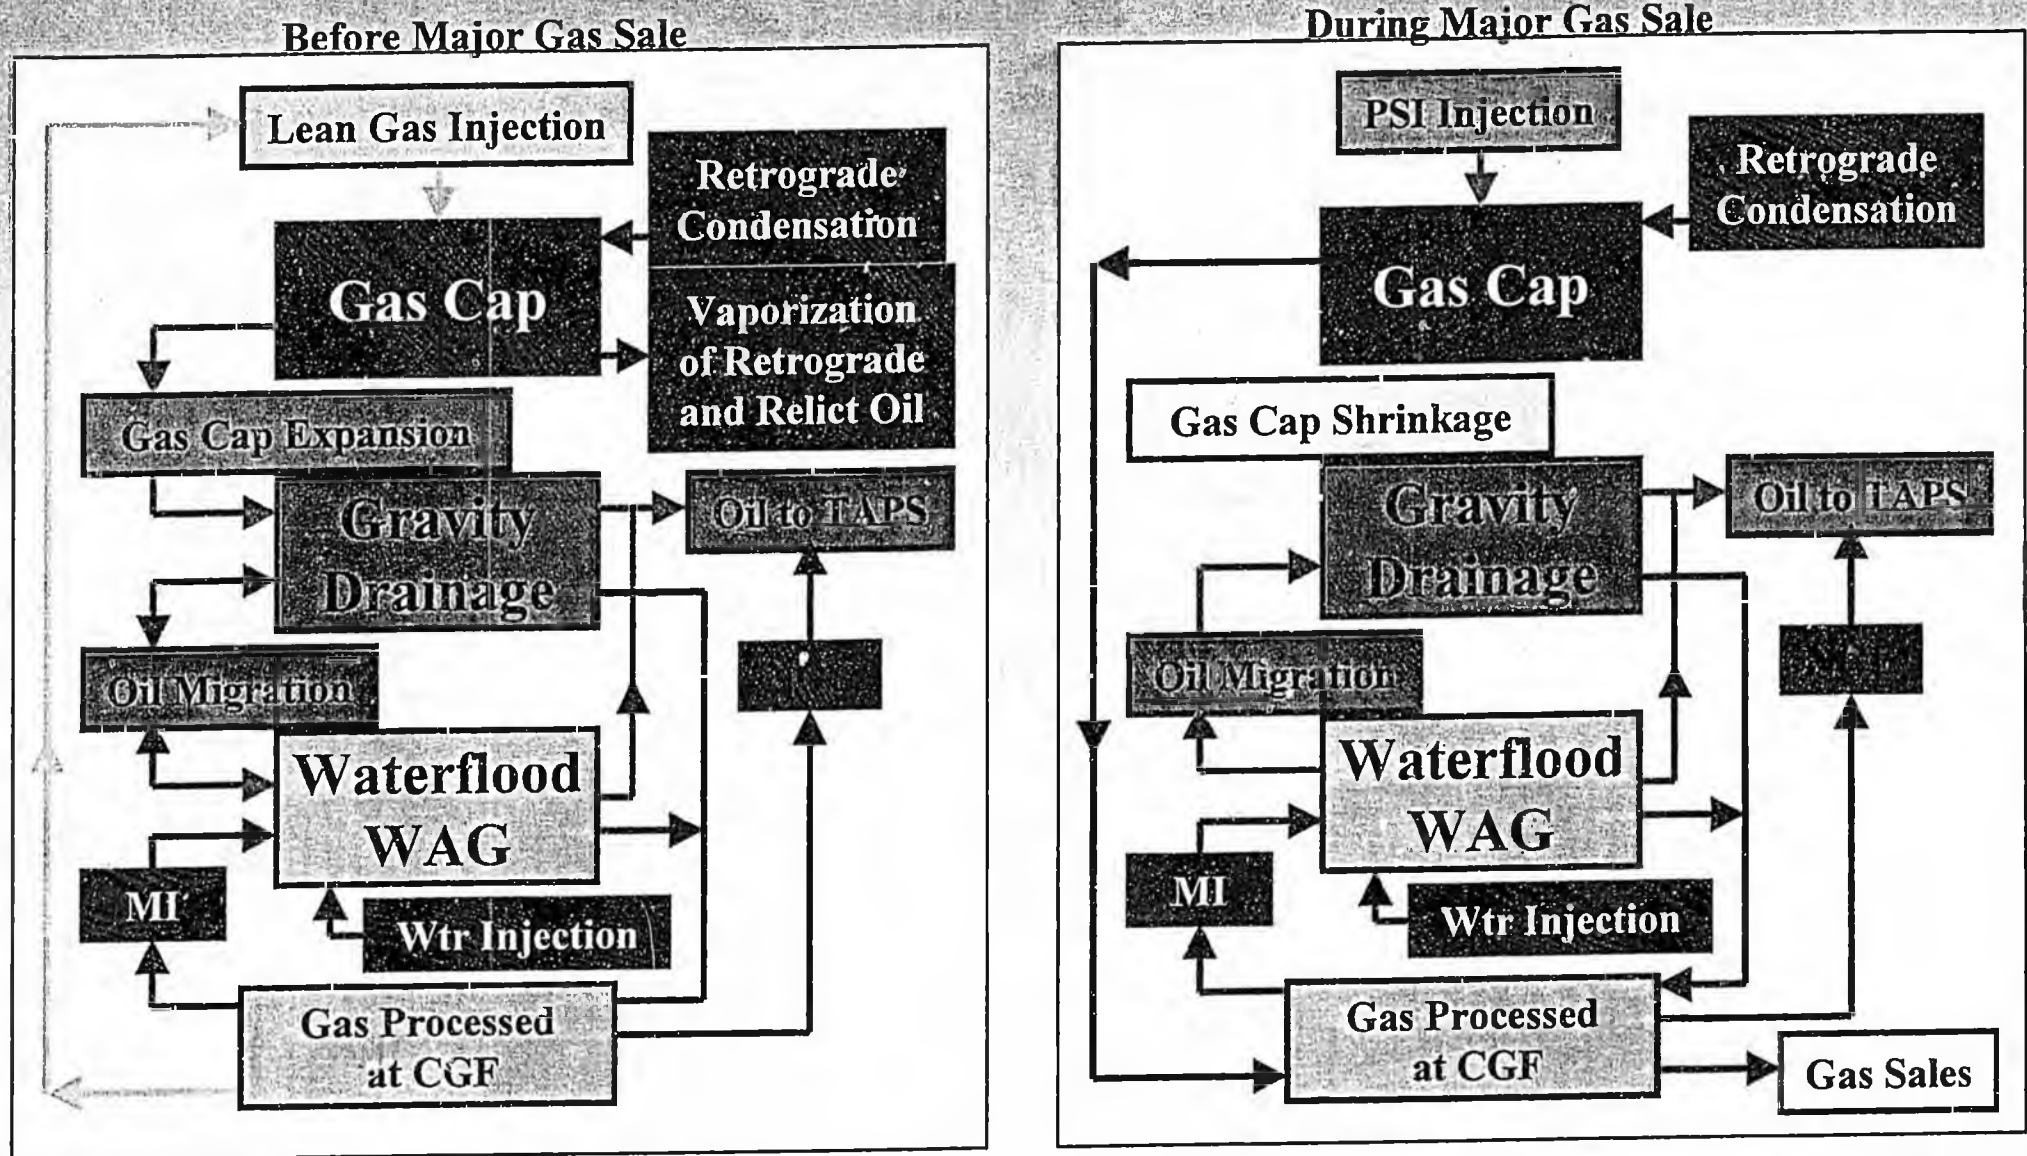 Before Major Gas Sale
Lean Gas Injection
Retrograde
Condensation
Gas Cap
Vaporization
of Retrograde
and Relict Oil
Gas Cap Expansion
Gravity
Drainage
Oil to TAPS
Oil Migration
Waterflood
WAG
MI
Wtr Injection
Gas Processed
at CGF
During Major Gas Sale
PSI Injection
Retrograde
Condensation
Gas Cap
Gas Cap Shrinkage
Gravity
Drainage
Oil to TAPS
Oil Migration
Waterflood
WAG
MI
Wtr Injection
Gas Processed
at CGF
Gas Sales